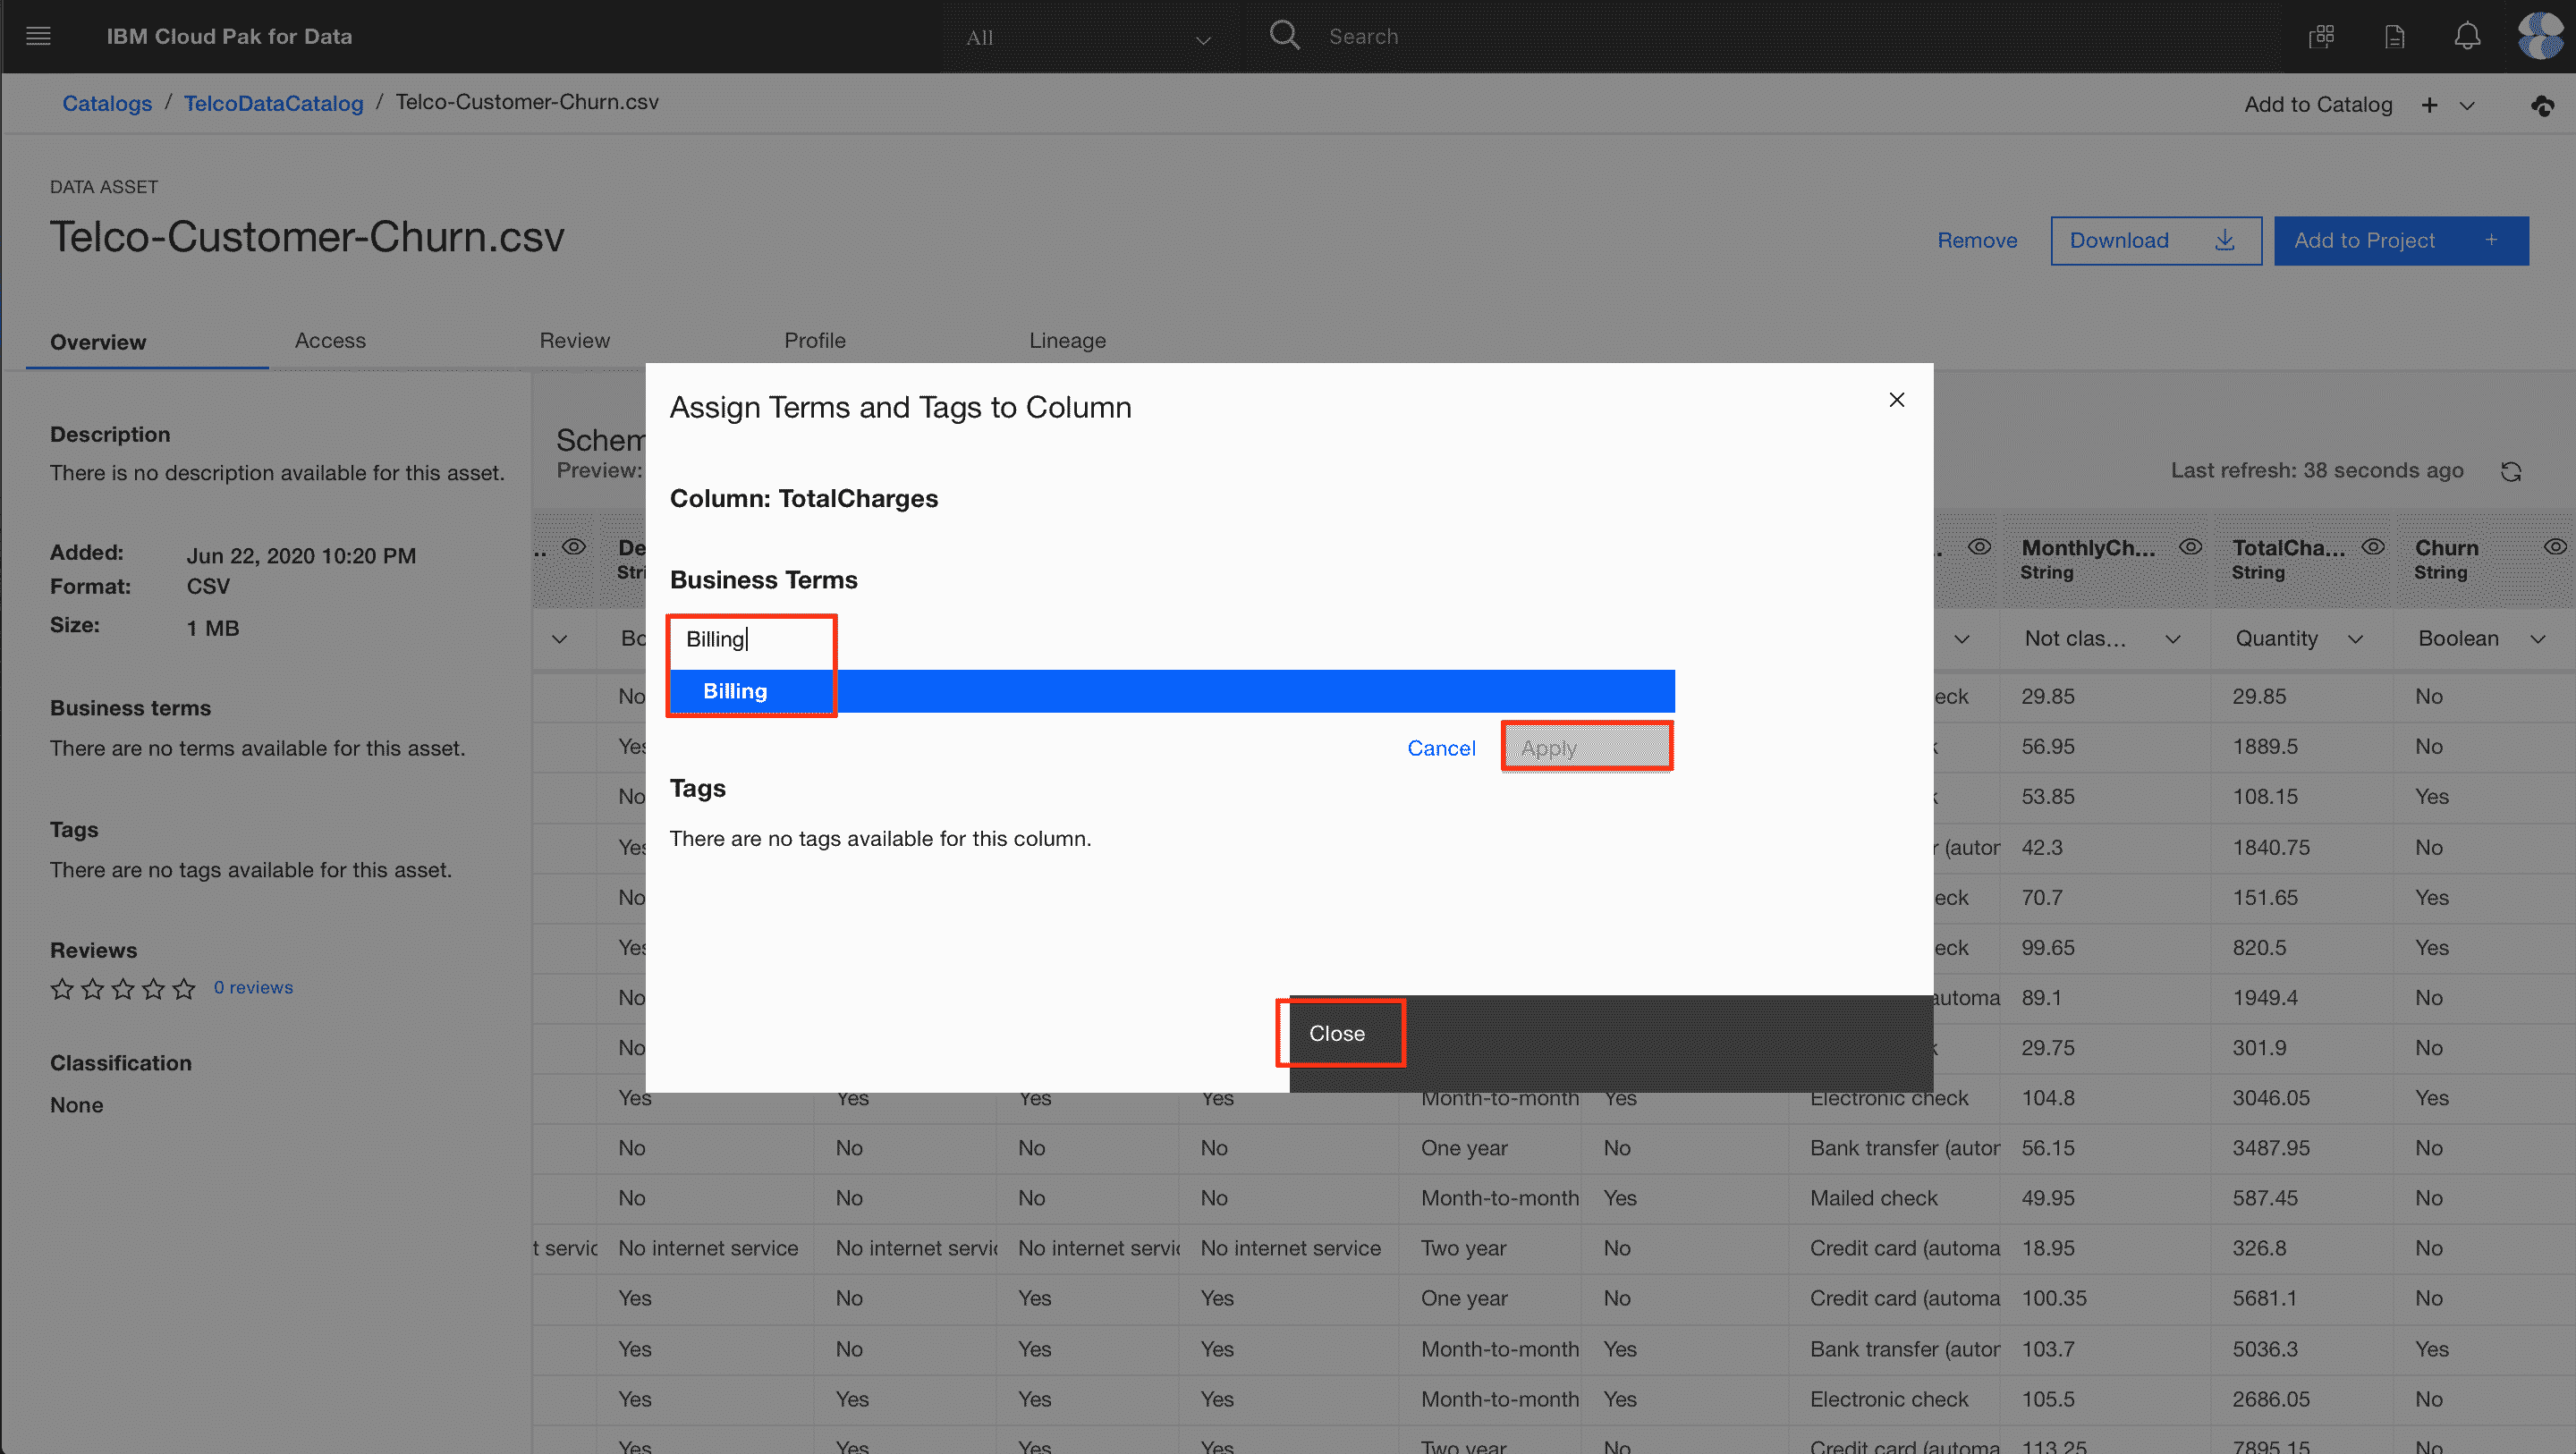 IBM Cloud Pak for Data
All
Search
Catalogs / TelcoDataCatalog / Telco-Customer-Churn.csv
Add to Catalog +
DATA ASSET
Telco-Customer-Churn.csv
Remove
Download
Add to Project +
Overview Access Review Profile Lineage
Description
There is no description available for this asset.
Added: Jun 22, 2020 10:20 PM
Format: CSV
Size: 1 MB
Business terms
There are no terms available for this asset.
Tags
There are no tags available for this asset.
Reviews
0 reviews
Classification
None
Schem
Preview:
Last refresh: 38 seconds ago
Assign Terms and Tags to Column
Column: TotalCharges
Business Terms
Billing
Billing
Cancel
Apply
Tags
There are no tags available for this column.
Close
.. De . MonthlyCh... TotalCha... Churn
Stri String String String
Bo Not clas... Quantity Boolean
No eck 29.85 29.85 No
Yes k 56.95 1889.5 No
No k 53.85 108.15 Yes
Yes r (autor 42.3 1840.75 No
No eck 70.7 151.65 Yes
Yes eck 99.65 820.5 Yes
No automa 89.1 1949.4 No
No k 29.75 301.9 No
Yes Yes Yes Yes Month-to-month Yes Electronic check 104.8 3046.05 Yes
No No No No One year No Bank transfer (autor 56.15 3487.95 No
No No No No Month-to-month Yes Mailed check 49.95 587.45 No
t servic No internet service No internet servic No internet servic No internet service Two year No Credit card (automa 18.95 326.8 No
Yes No Yes Yes One year No Credit card (automa 100.35 5681.1 No
Yes No Yes Yes Month-to-month Yes Bank transfer (autor 103.7 5036.3 Yes
Yes Yes Yes Yes Month-to-month Yes Electronic check 105.5 2686.05 No
Yes Yes Yes Yes Two year No Credit card (automa 113.25 7895.15 No